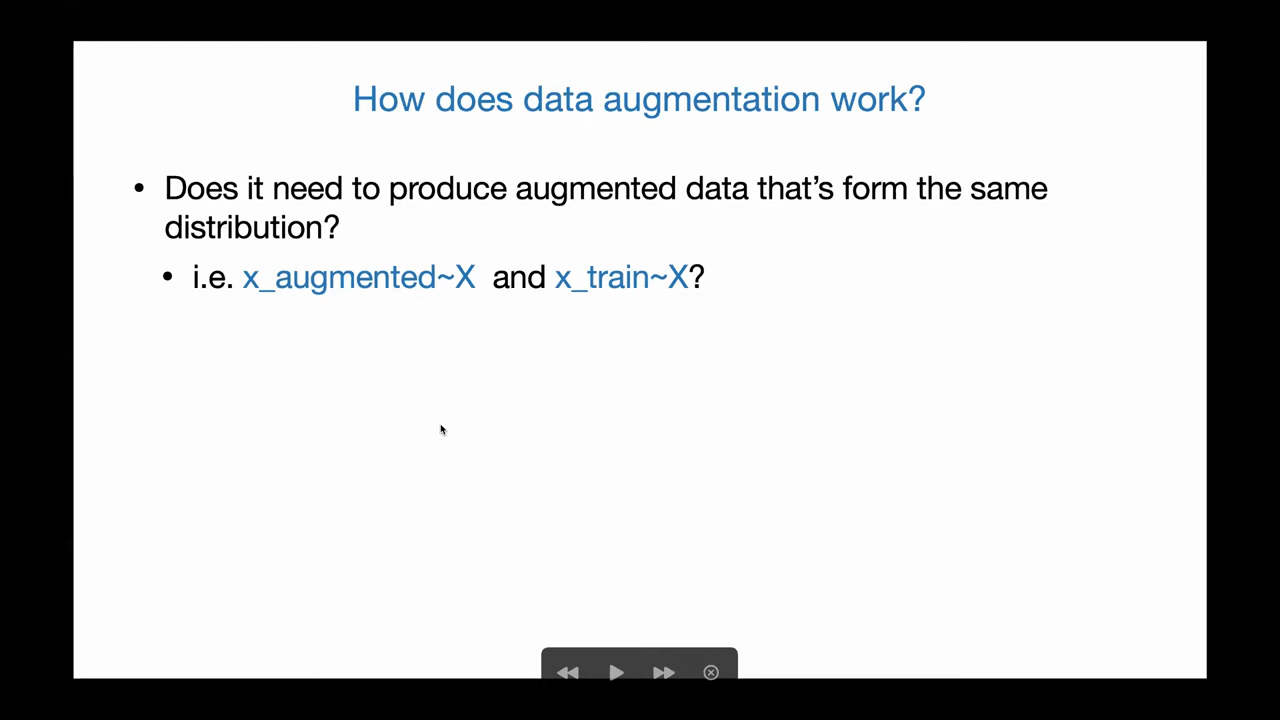 How does data augmentation work?
• Does it need to produce augmented data that’s form the same
distribution?
• i.e. x_augmented~X and x_train~X?